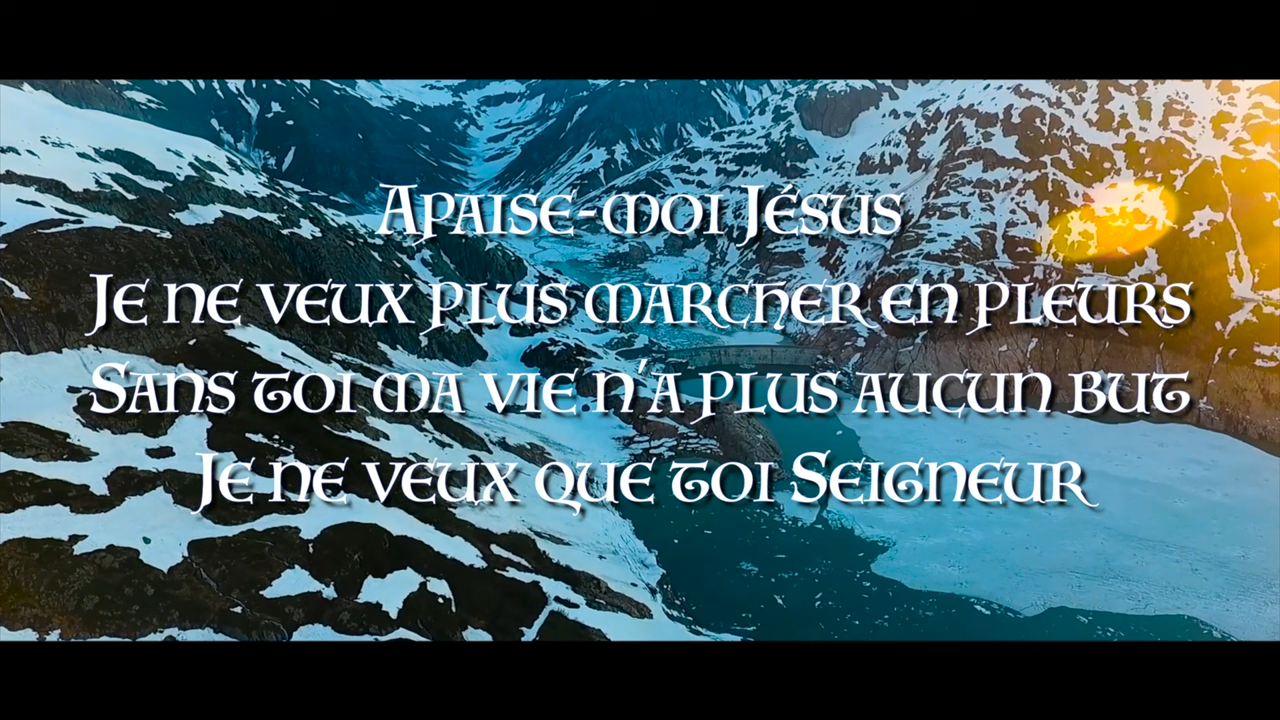 Apaise-moi Jésus
Je ne veux plus marcher en pleurs
Sans toi ma vie n'a plus aucun but
Je ne veux que toi Seigneur